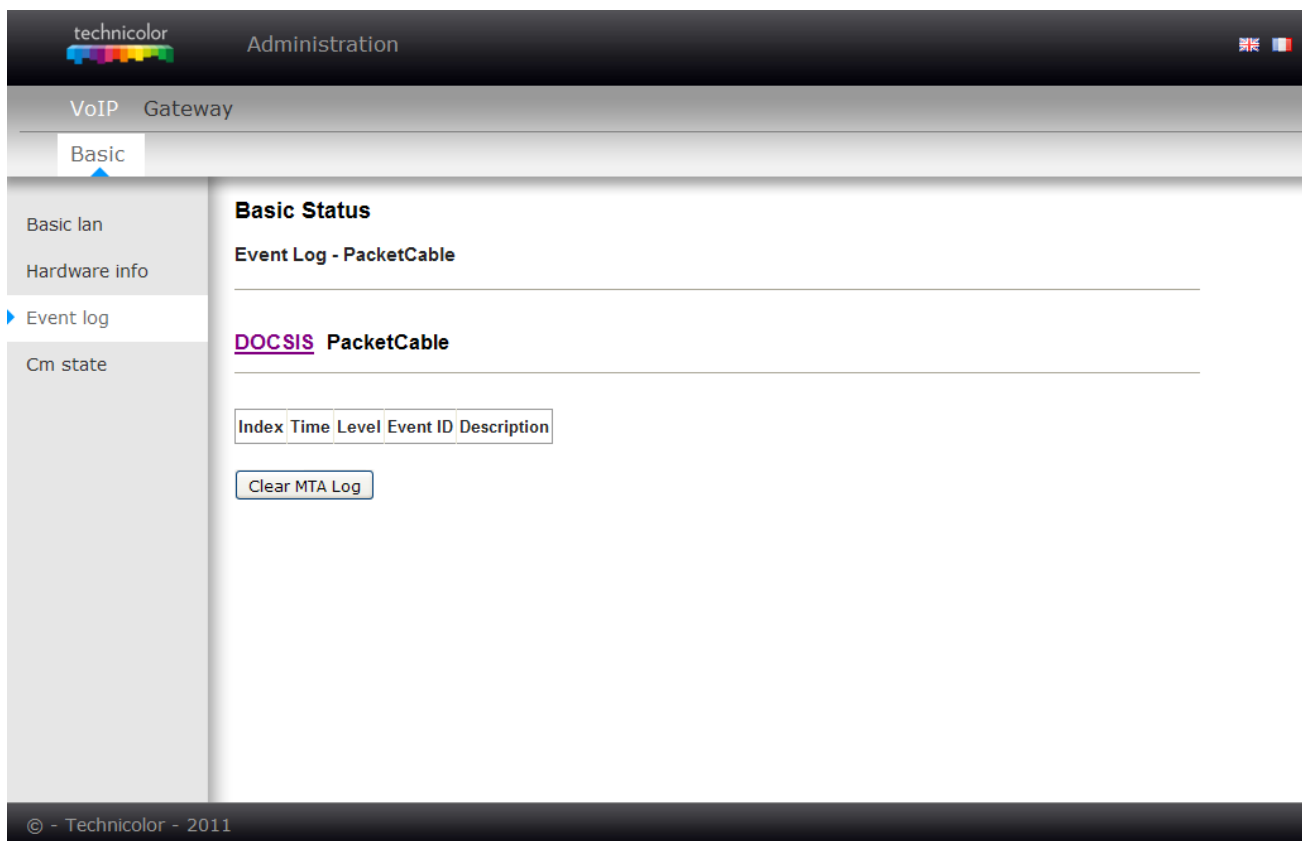 technicolor
Administration
VoIP Gateway
Basic
Basic lan
Hardware info
Event log
Cm state
Basic Status
Event Log - PacketCable
DOCSIS PacketCable
Index Time Level Event ID Description
Clear MTA Log
© - Technicolor - 2011